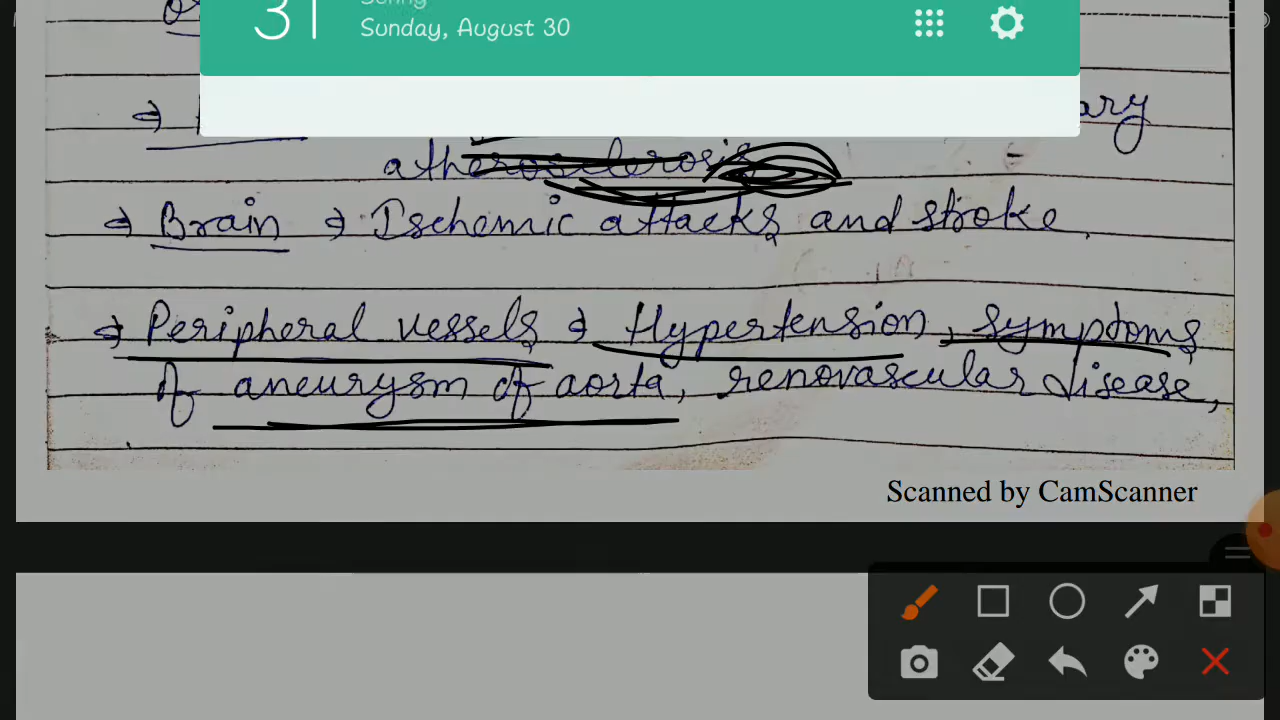 31
Sunday, August 30
⇒ ary
atherosclerosis
⇒ Brain ⇒ Ischemic attacks and stroke.
⇒ Peripheral vessels ⇒ Hypertension, symptoms
of aneurysm of aorta, renovascular disease,
Scanned by CamScanner